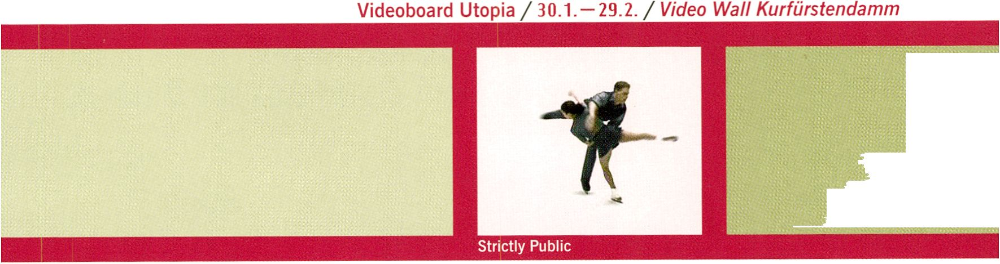 Videoboard Utopia / 30.1.—29.2. / Video Wall Kurfürstendamm
Strictly Public